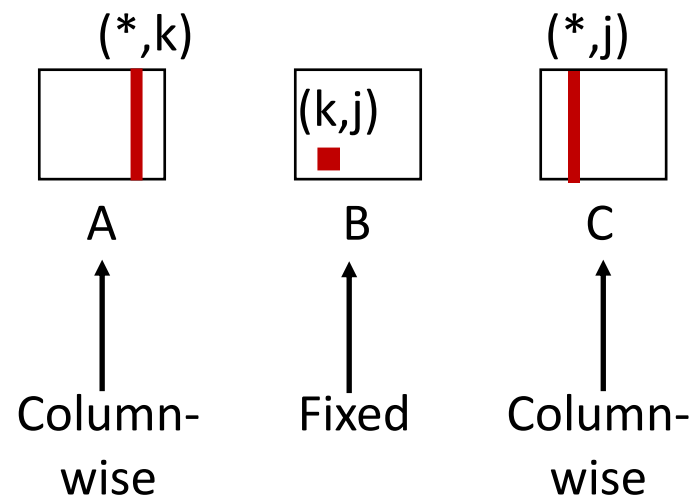 (*,k)
(*,j)
(k,j)
A
B
C
Column-
wise
Fixed
Column-
wise